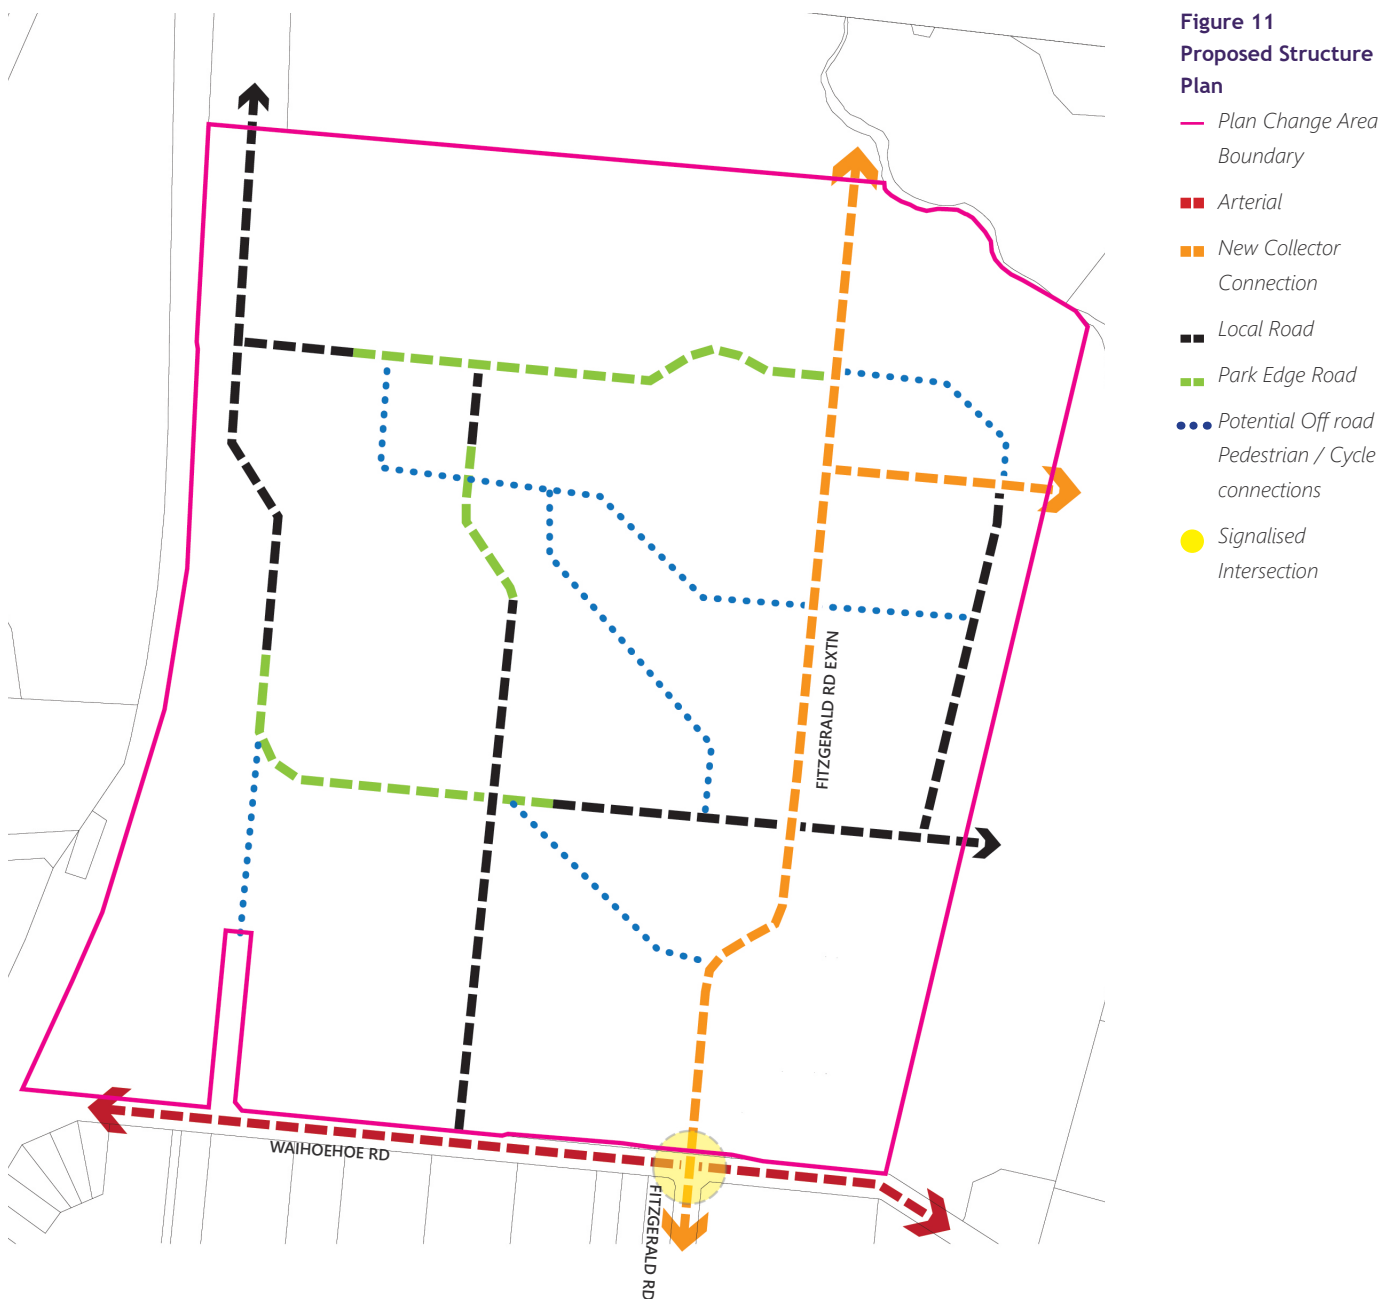 Figure 11
Proposed Structure
Plan
Plan Change Area
Boundary
Arterial
New Collector
Connection
Local Road
Park Edge Road
Potential Off road
Pedestrian / Cycle
connections
Signalised
Intersection
FITZGERALD RD EXTN
WAIHOEHOE RD
FITZGERALD RD